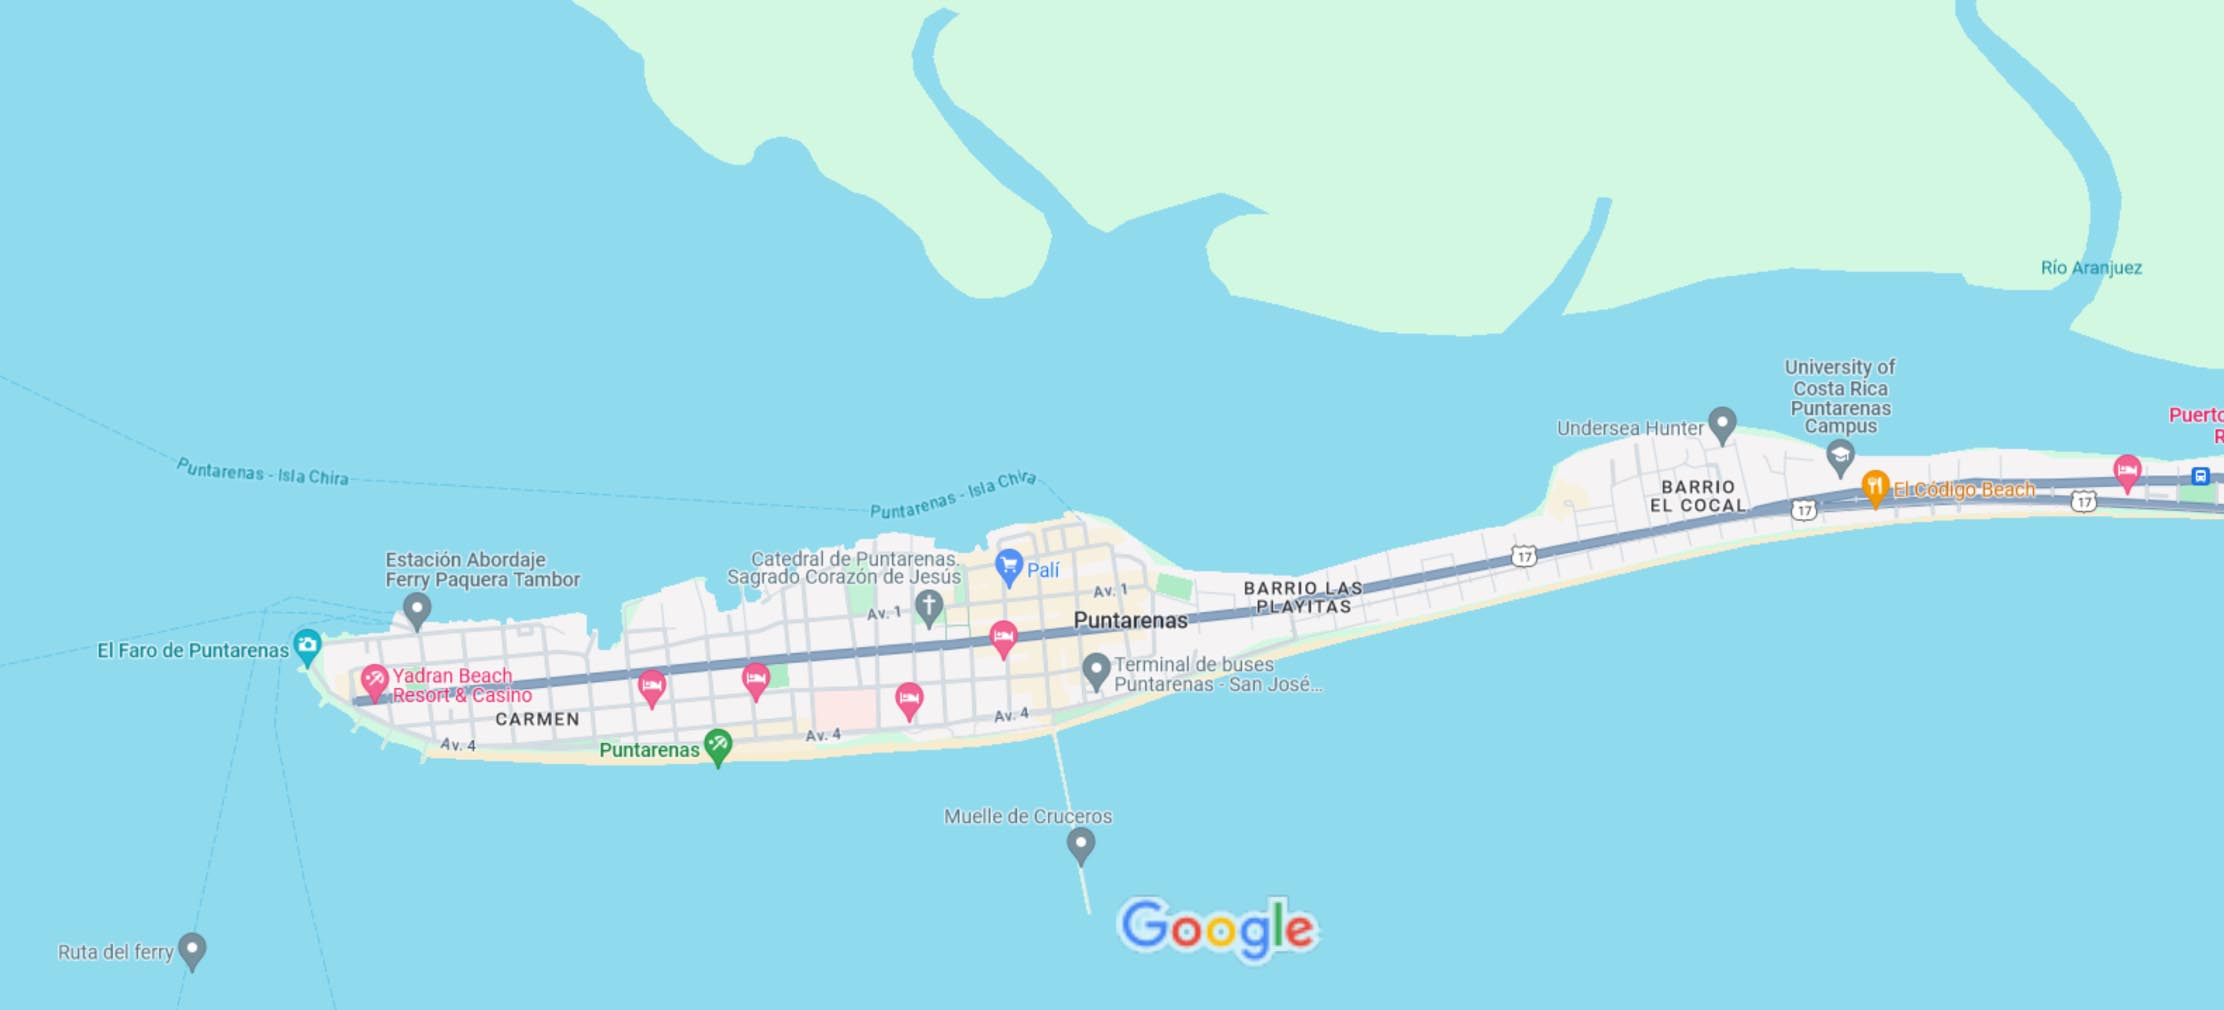 Río Aranjuez
University of
Costa Rica
Puntarenas
Campus
Puerto
R
Undersea Hunter
Puntarenas - Isla Chira
Puntarenas - Isla Chira
BARRIO
EL COCAL
El Código Beach
17
17
17
Estación Abordaje
Ferry Paquera Tambor
Catedral de Puntarenas.
Sagrado Corazón de Jesús
Palí
Av. 1
Av. 1
BARRIO LAS
PLAYITAS
Puntarenas
El Faro de Puntarenas
Yadran Beach
Resort & Casino
Terminal de buses
Puntarenas - San José...
CARMEN
Av. 4
Av. 4
Av. 4
Puntarenas
Muelle de Cruceros
Google
Ruta del ferry